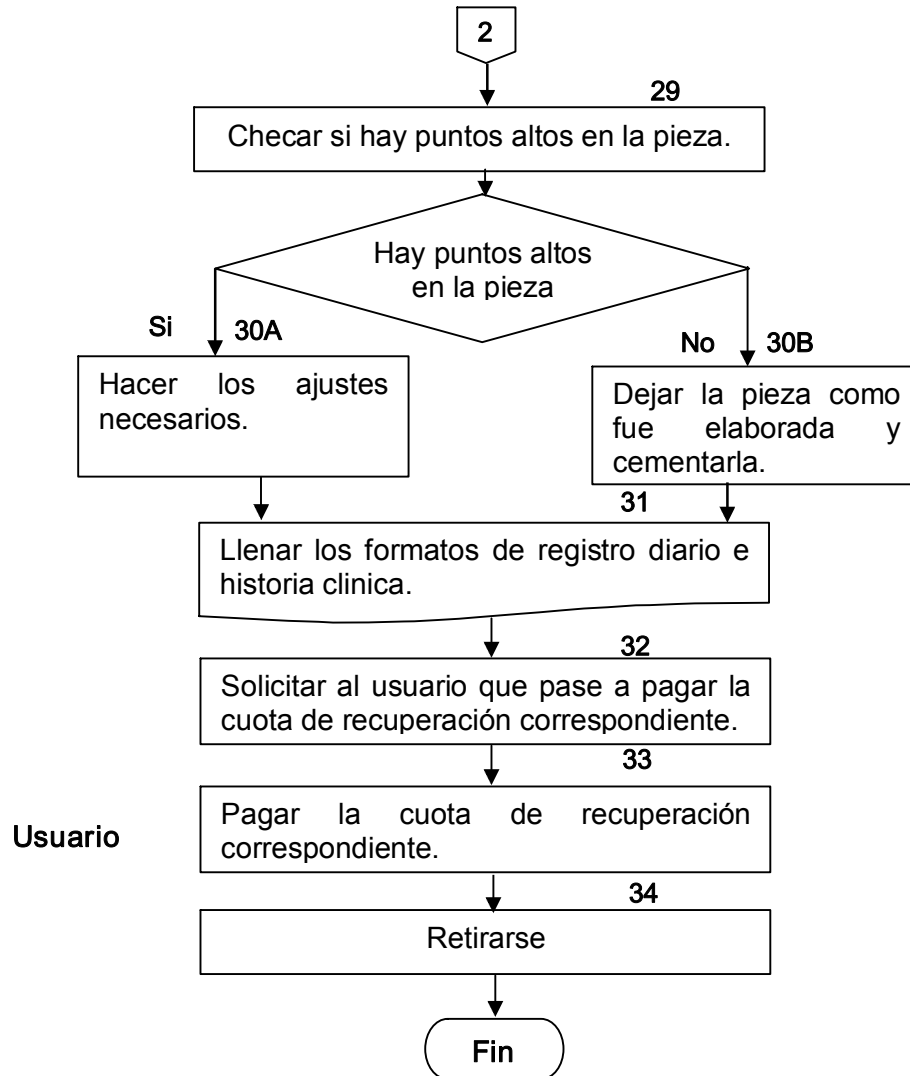 2
29
Checar si hay puntos altos en la pieza.
Hay puntos altos
en la pieza
Si
30A
Hacer los ajustes
necesarios.
No
30B
Dejar la pieza como
fue elaborada y
cementarla.
31
Llenar los formatos de registro diario e
historia clinica.
32
Solicitar al usuario que pase a pagar la
cuota de recuperación correspondiente.
33
Usuario
Pagar la cuota de recuperación
correspondiente.
34
Retirarse
Fin